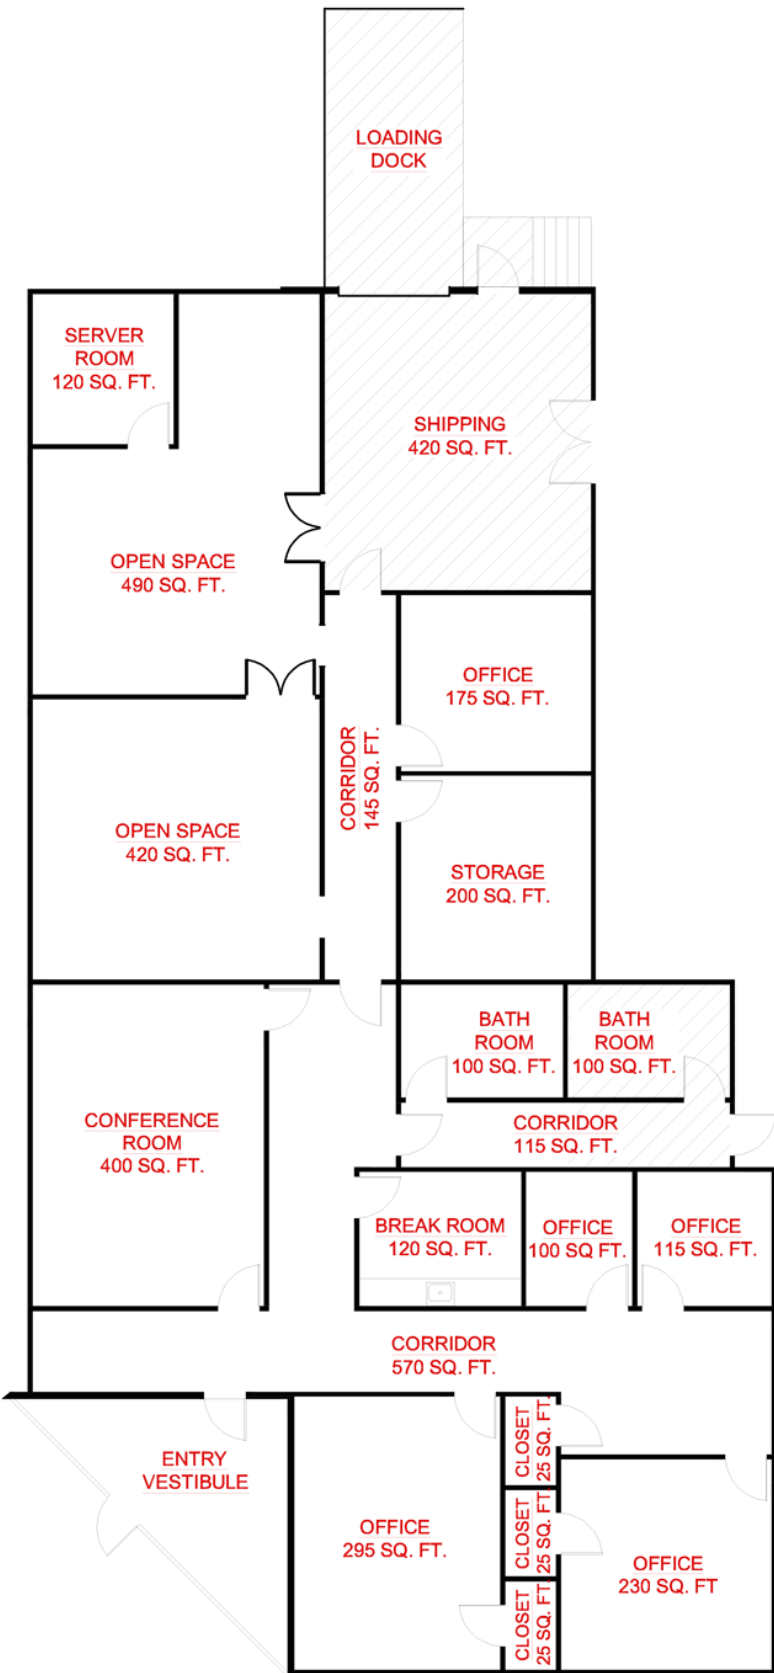 LOADING
DOCK
SERVER
ROOM
120 SQ. FT.
SHIPPING
420 SQ. FT.
OPEN SPACE
490 SQ. FT.
OFFICE
175 SQ. FT.
CORRIDOR
145 SQ. FT.
OPEN SPACE
420 SQ. FT.
STORAGE
200 SQ. FT.
BATH
ROOM
100 SQ. FT.
BATH
ROOM
100 SQ. FT.
CONFERENCE
ROOM
400 SQ. FT.
CORRIDOR
115 SQ. FT.
BREAK ROOM
120 SQ. FT.
OFFICE
100 SQ FT.
OFFICE
115 SQ. FT.
CORRIDOR
570 SQ. FT.
CLOSET
25 SQ. FT.
ENTRY
VESTIBULE
CLOSET
25 SQ. FT.
OFFICE
295 SQ. FT.
OFFICE
230 SQ. FT
CLOSET
25 SQ. FT.